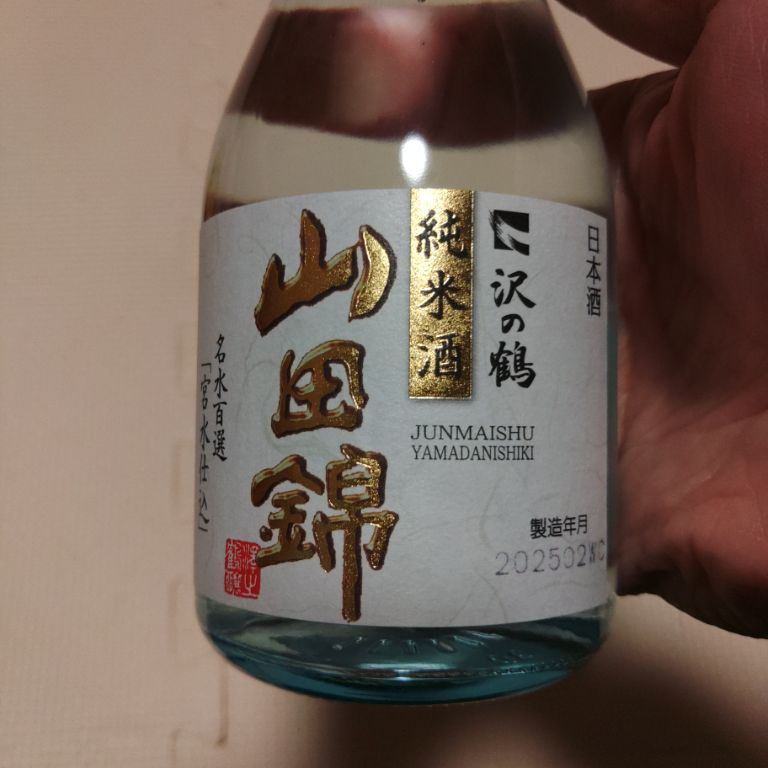 日本酒
沢の鶴
純米酒
JUNMAISHU
YAMADANISHIKI
山田錦
名水百選
「宮水仕込」
製造年月
202502